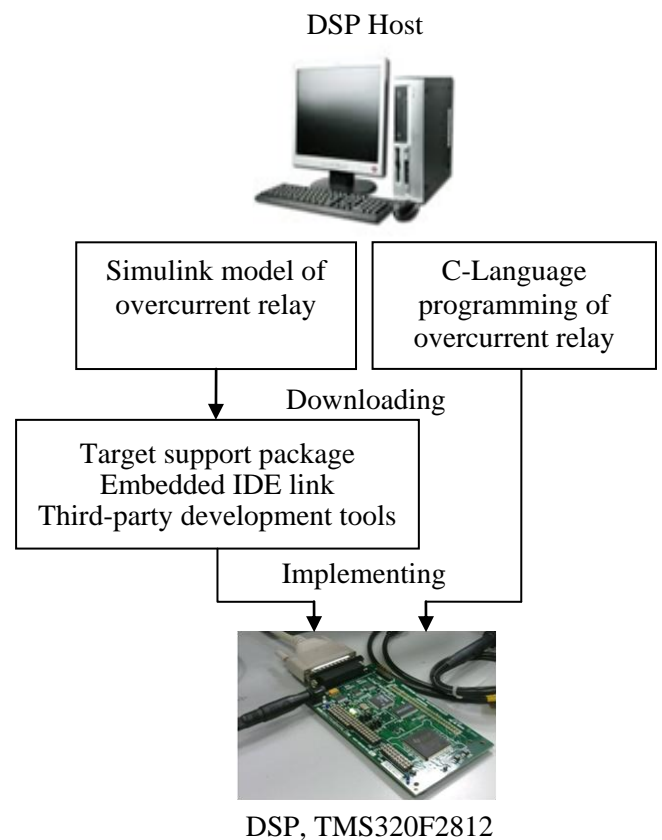 DSP Host
Simulink model of
overcurrent relay
C-Language
programming of
overcurrent relay
Downloading
Target support package
Embedded IDE link
Third-party development tools
Implementing
DSP, TMS320F2812